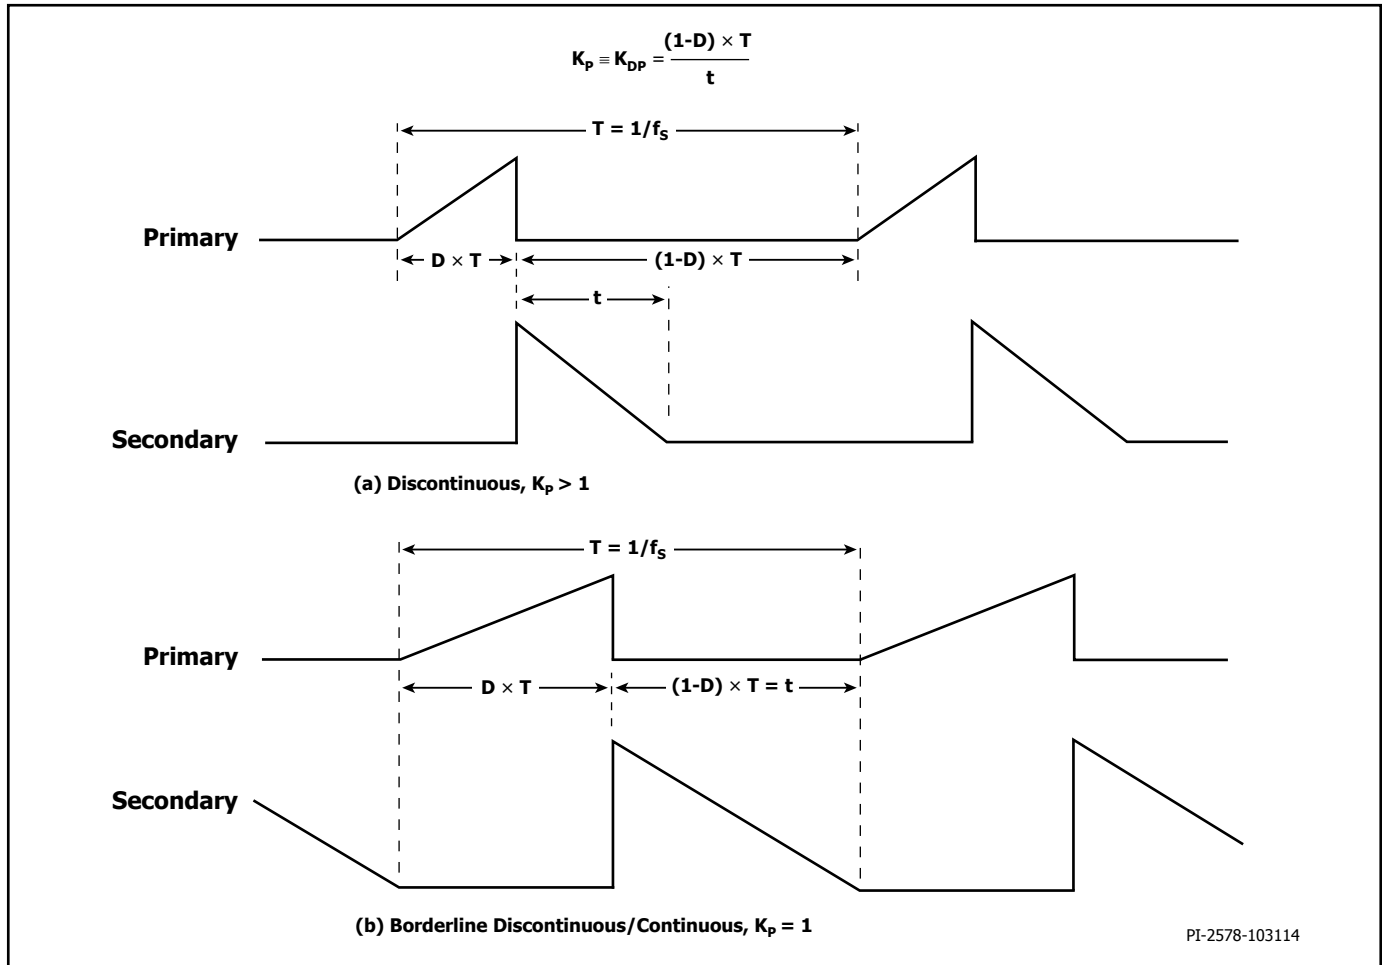 K_P ≡ K_DP = (1-D) × T / t
T = 1/f_S
Primary
D × T
(1-D) × T
t
Secondary
(a) Discontinuous, K_P > 1
T = 1/f_S
Primary
D × T
(1-D) × T = t
Secondary
(b) Borderline Discontinuous/Continuous, K_P = 1
PI-2578-103114